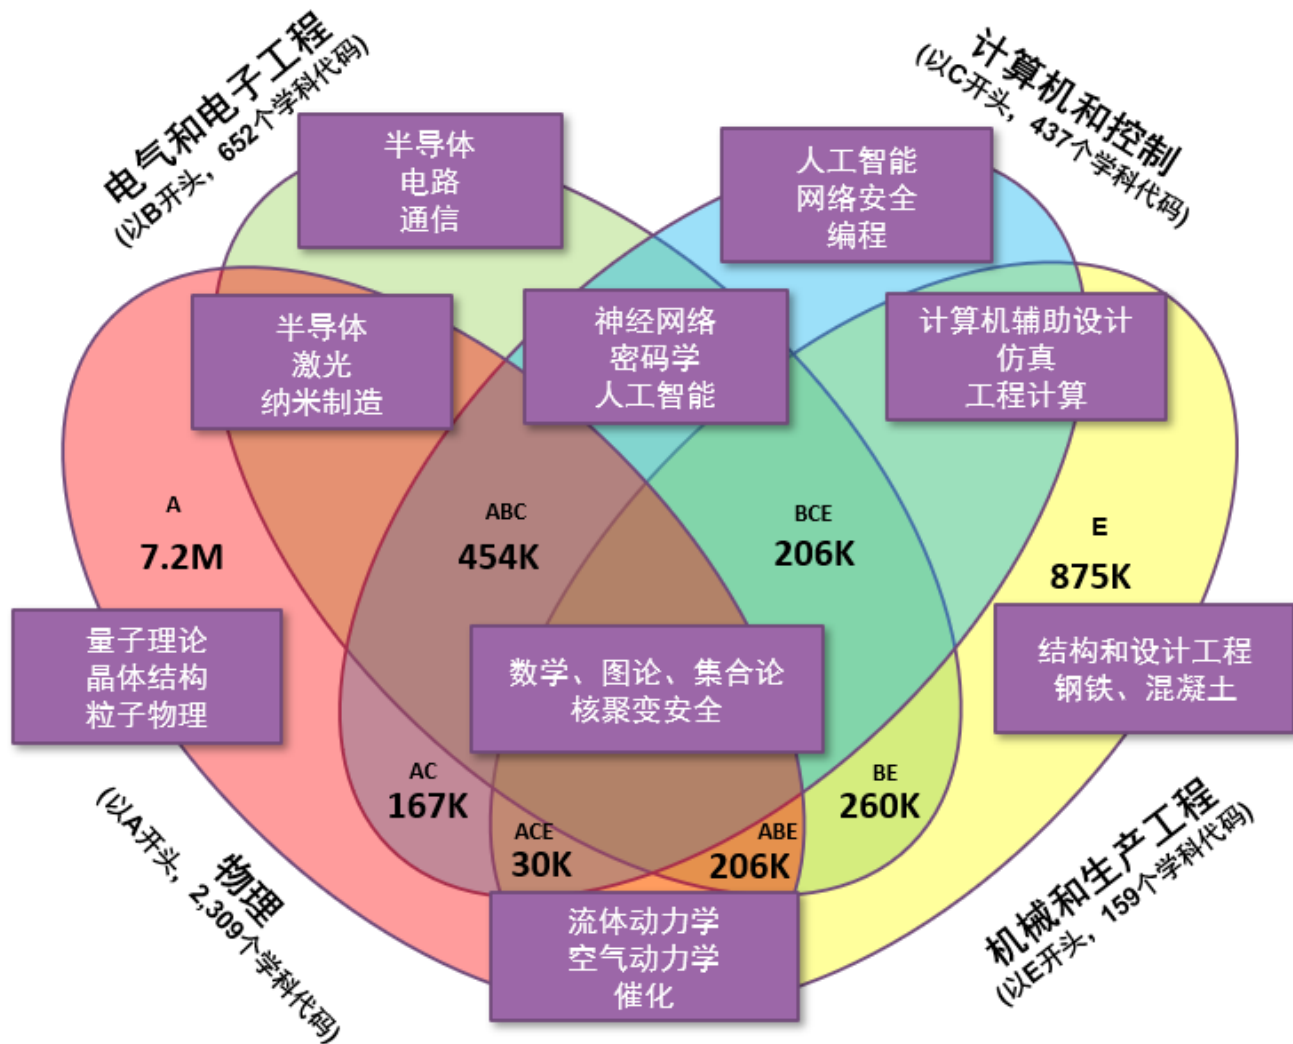 电气和电子工程
(以B开头，652个学科代码)
计算机和控制
(以C开头，437个学科代码)
半导体
电路
通信
人工智能
网络安全
编程
半导体
激光
纳米制造
神经网络
密码学
人工智能
计算机辅助设计
仿真
工程计算
A
7.2M
ABC
454K
BCE
206K
E
875K
量子理论
晶体结构
粒子物理
数学、图论、集合论
核聚变安全
结构和设计工程
钢铁、混凝土
AC
167K
ACE
30K
ABE
206K
BE
260K
流体动力学
空气动力学
催化
物理
(以A开头，2,309个学科代码)
机械和生产工程
(以E开头，159个学科代码)